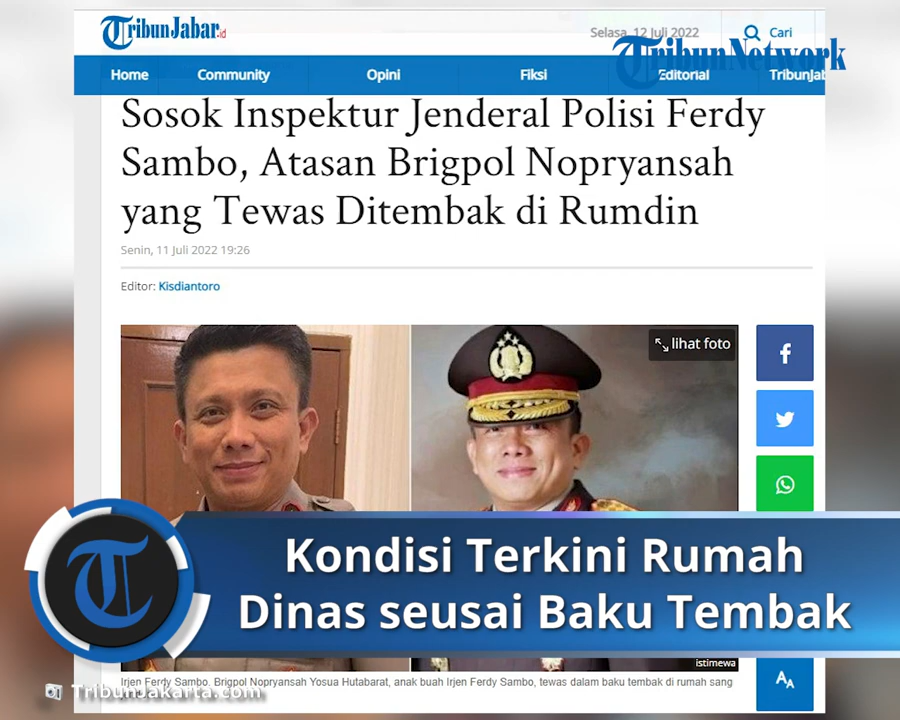 TribunJabar.id
Selasa, 12 Juli 2022
Cari
TribunNetwork
Home Community Opini Fiksi Editorial TribunJab
Sosok Inspektur Jenderal Polisi Ferdy
Sambo, Atasan Brigpol Nopryansah
yang Tewas Ditembak di Rumdin
Senin, 11 Juli 2022 19:26
Editor: Kisdiantoro
lihat foto
Kondisi Terkini Rumah
Dinas seusai Baku Tembak
istimewa
Irjen Ferdy Sambo. Brigpol Nopryansah Yosua Hutabarat, anak buah Irjen Ferdy Sambo, tewas dalam baku tembak di rumah sang
TribunJakarta.com
AA